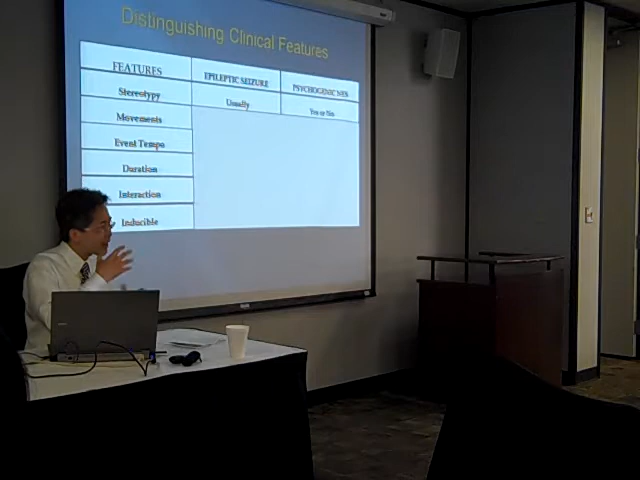 Distinguishing Clinical Features
FEATURES EPILEPTIC SEIZURE PSYCHOGENIC NES
Stereotypy Usually Yes or No
Movements
Event Tempo
Duration
Interaction
Inducible